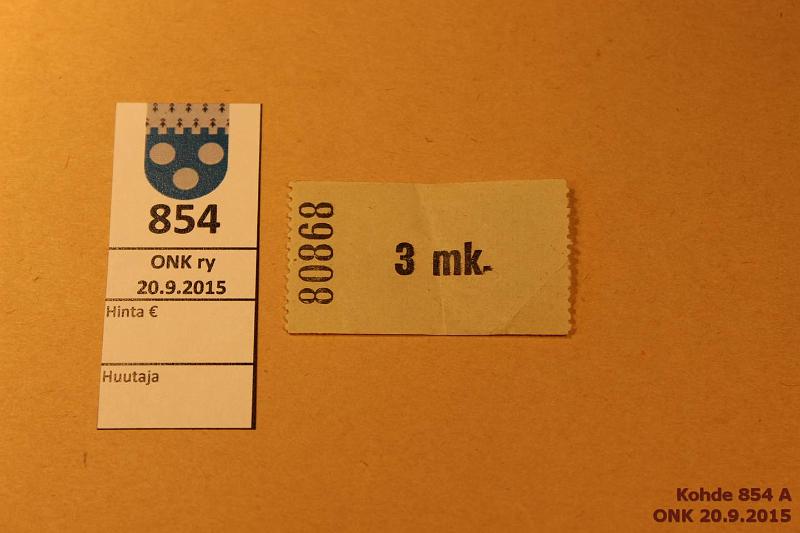 854
ONK ry
20.9.2015
Hinta €
Huutaja
80868
3 mk.
Kohde 854 A
ONK 20.9.2015